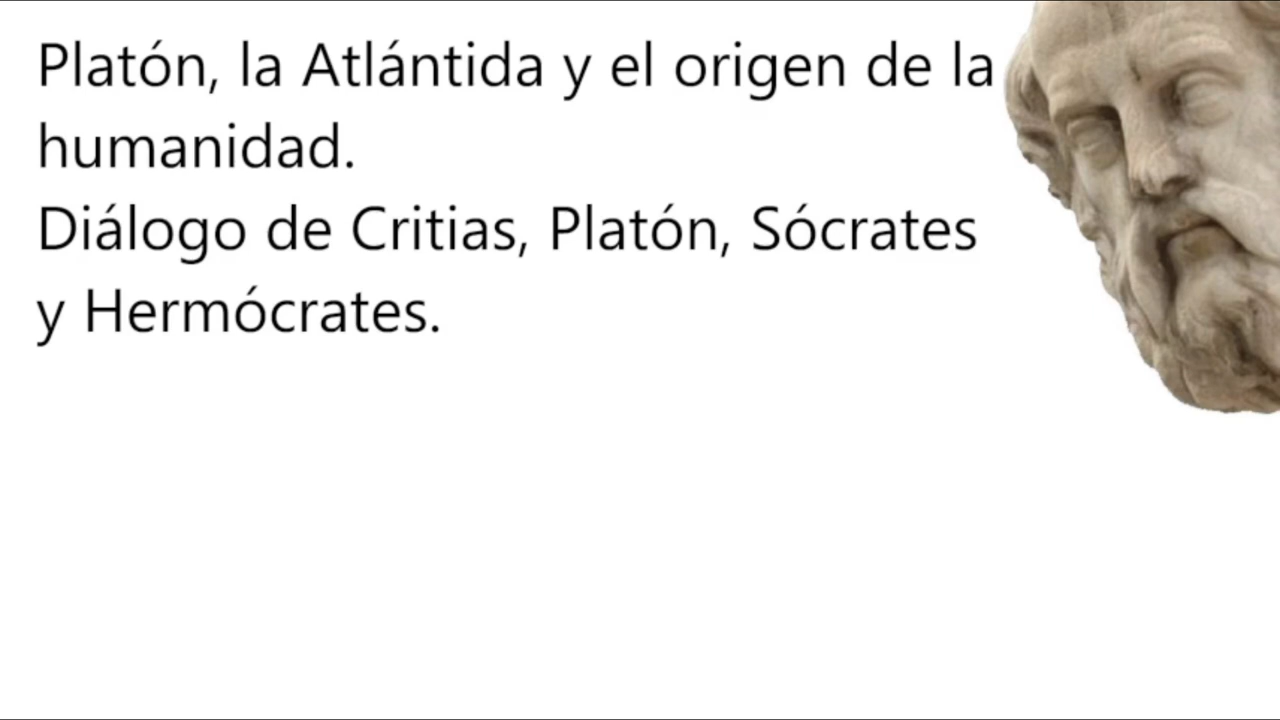 Platón, la Atlántida y el origen de la
humanidad.
Diálogo de Critias, Platón, Sócrates
y Hermócrates.